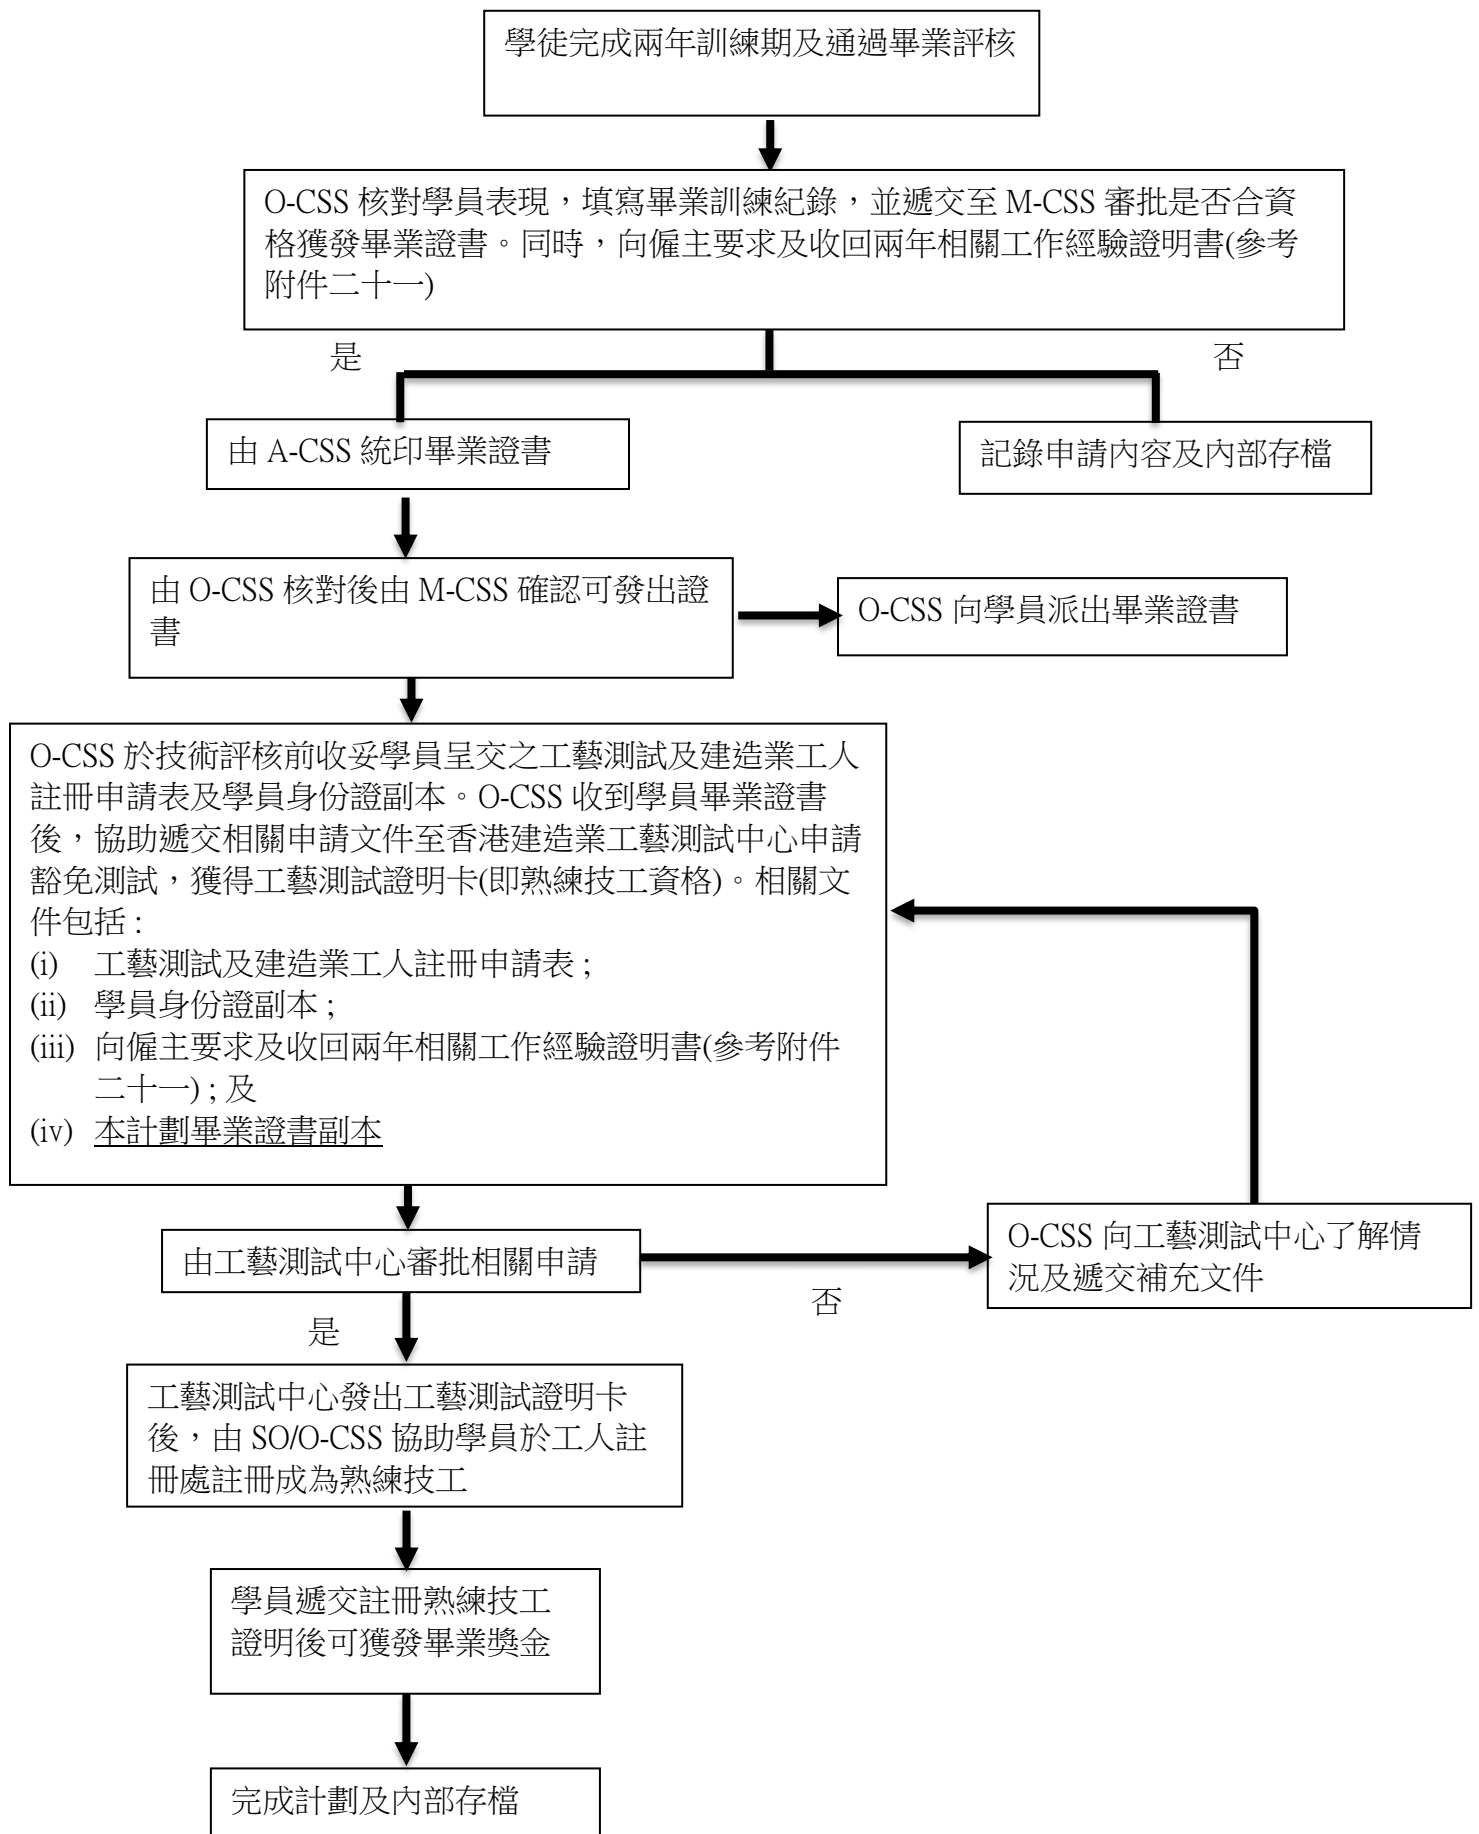 學徒完成兩年訓練期及通過畢業評核
O-CSS 核對學員表現，填寫畢業訓練紀錄，並遞交至 M-CSS 審批是否合資
格獲發畢業證書。同時，向僱主要求及收回兩年相關工作經驗證明書(參考
附件二十一)
是
否
由 A-CSS 統印畢業證書
記錄申請內容及內部存檔
由 O-CSS 核對後由 M-CSS 確認可發出證
書
O-CSS 向學員派出畢業證書
O-CSS 於技術評核前收妥學員呈交之工藝測試及建造業工人
註冊申請表及學員身份證副本。O-CSS 收到學員畢業證書
後，協助遞交相關申請文件至香港建造業工藝測試中心申請
豁免測試，獲得工藝測試證明卡(即熟練技工資格)。相關文
件包括 :
(i) 工藝測試及建造業工人註冊申請表 ;
(ii) 學員身份證副本 ;
(iii) 向僱主要求及收回兩年相關工作經驗證明書(參考附件
二十一) ; 及
(iv) 本計劃畢業證書副本
由工藝測試中心審批相關申請
O-CSS 向工藝測試中心了解情
況及遞交補充文件
否
是
工藝測試中心發出工藝測試證明卡
後，由 SO/O-CSS 協助學員於工人註
冊處註冊成為熟練技工
學員遞交註冊熟練技工
證明後可獲發畢業獎金
完成計劃及內部存檔